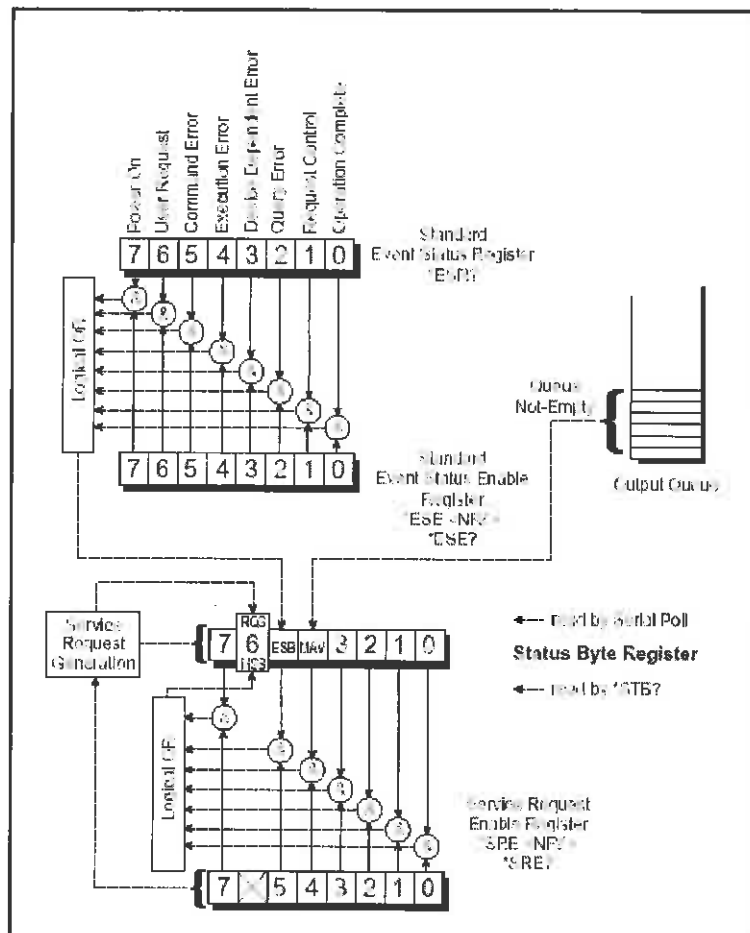 Power On
User Request
Command Error
Execution Error
Device Dependent Error
Query Error
Request Control
Operation Complete
7 6 5 4 3 2 1 0
Standard
Event Status Register
*ESR?
&
&
&
&
&
&
&
&
Logical OR
Queue
Not-Empty
Output Queue
7 6 5 4 3 2 1 0
Standard
Event Status Enable
Register
*ESE <NRf>
*ESE?
Service
Request
Generation
RQS
7 6 ESB MAV 3 2 1 0
MSS
read by Serial Poll
Status Byte Register
read by *STB?
&
&
&
&
&
&
&
Logical OR
Service Request
Enable Register
*SRE <NRf>
*SRE?
7 5 4 3 2 1 0